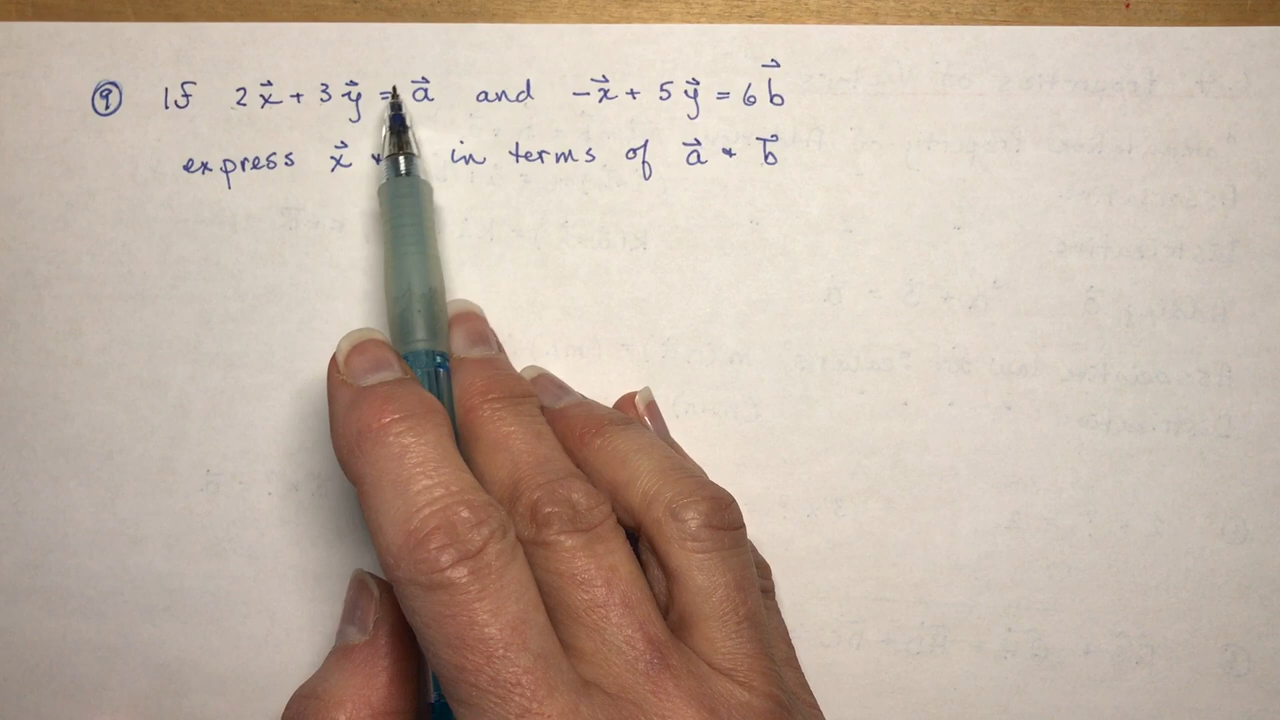 ⑨ If 2x⃗ + 3y⃗ = a⃗ and -x⃗ + 5y⃗ = 6b⃗
express x⃗ in terms of a⃗ + b⃗